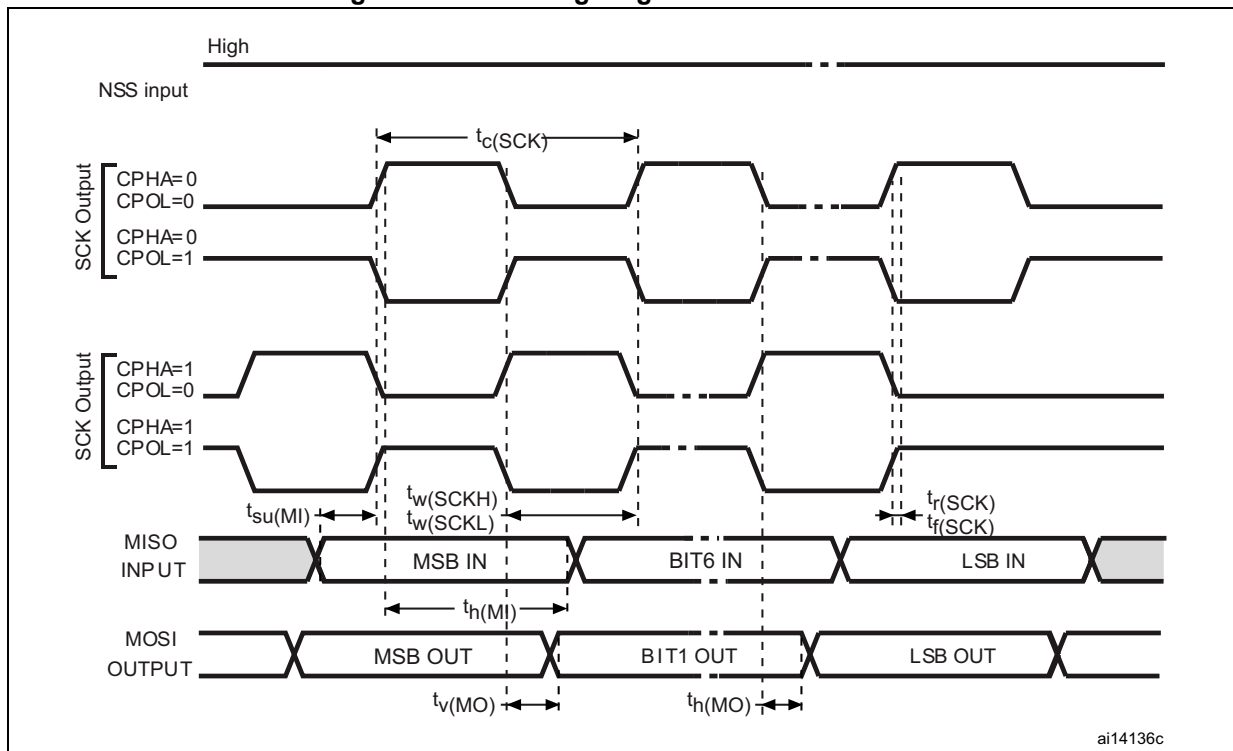 High
NSS input
tc(SCK)
SCK Output
CPHA=0
CPOL=0
CPHA=0
CPOL=1
SCK Output
CPHA=1
CPOL=0
CPHA=1
CPOL=1
tsu(MI)
tw(SCKH)
tw(SCKL)
tr(SCK)
tf(SCK)
MISO
INPUT
MSB IN
BIT6 IN
LSB IN
th(MI)
MOSI
OUTPUT
MSB OUT
BIT1 OUT
LSB OUT
tv(MO)
th(MO)
ai14136c